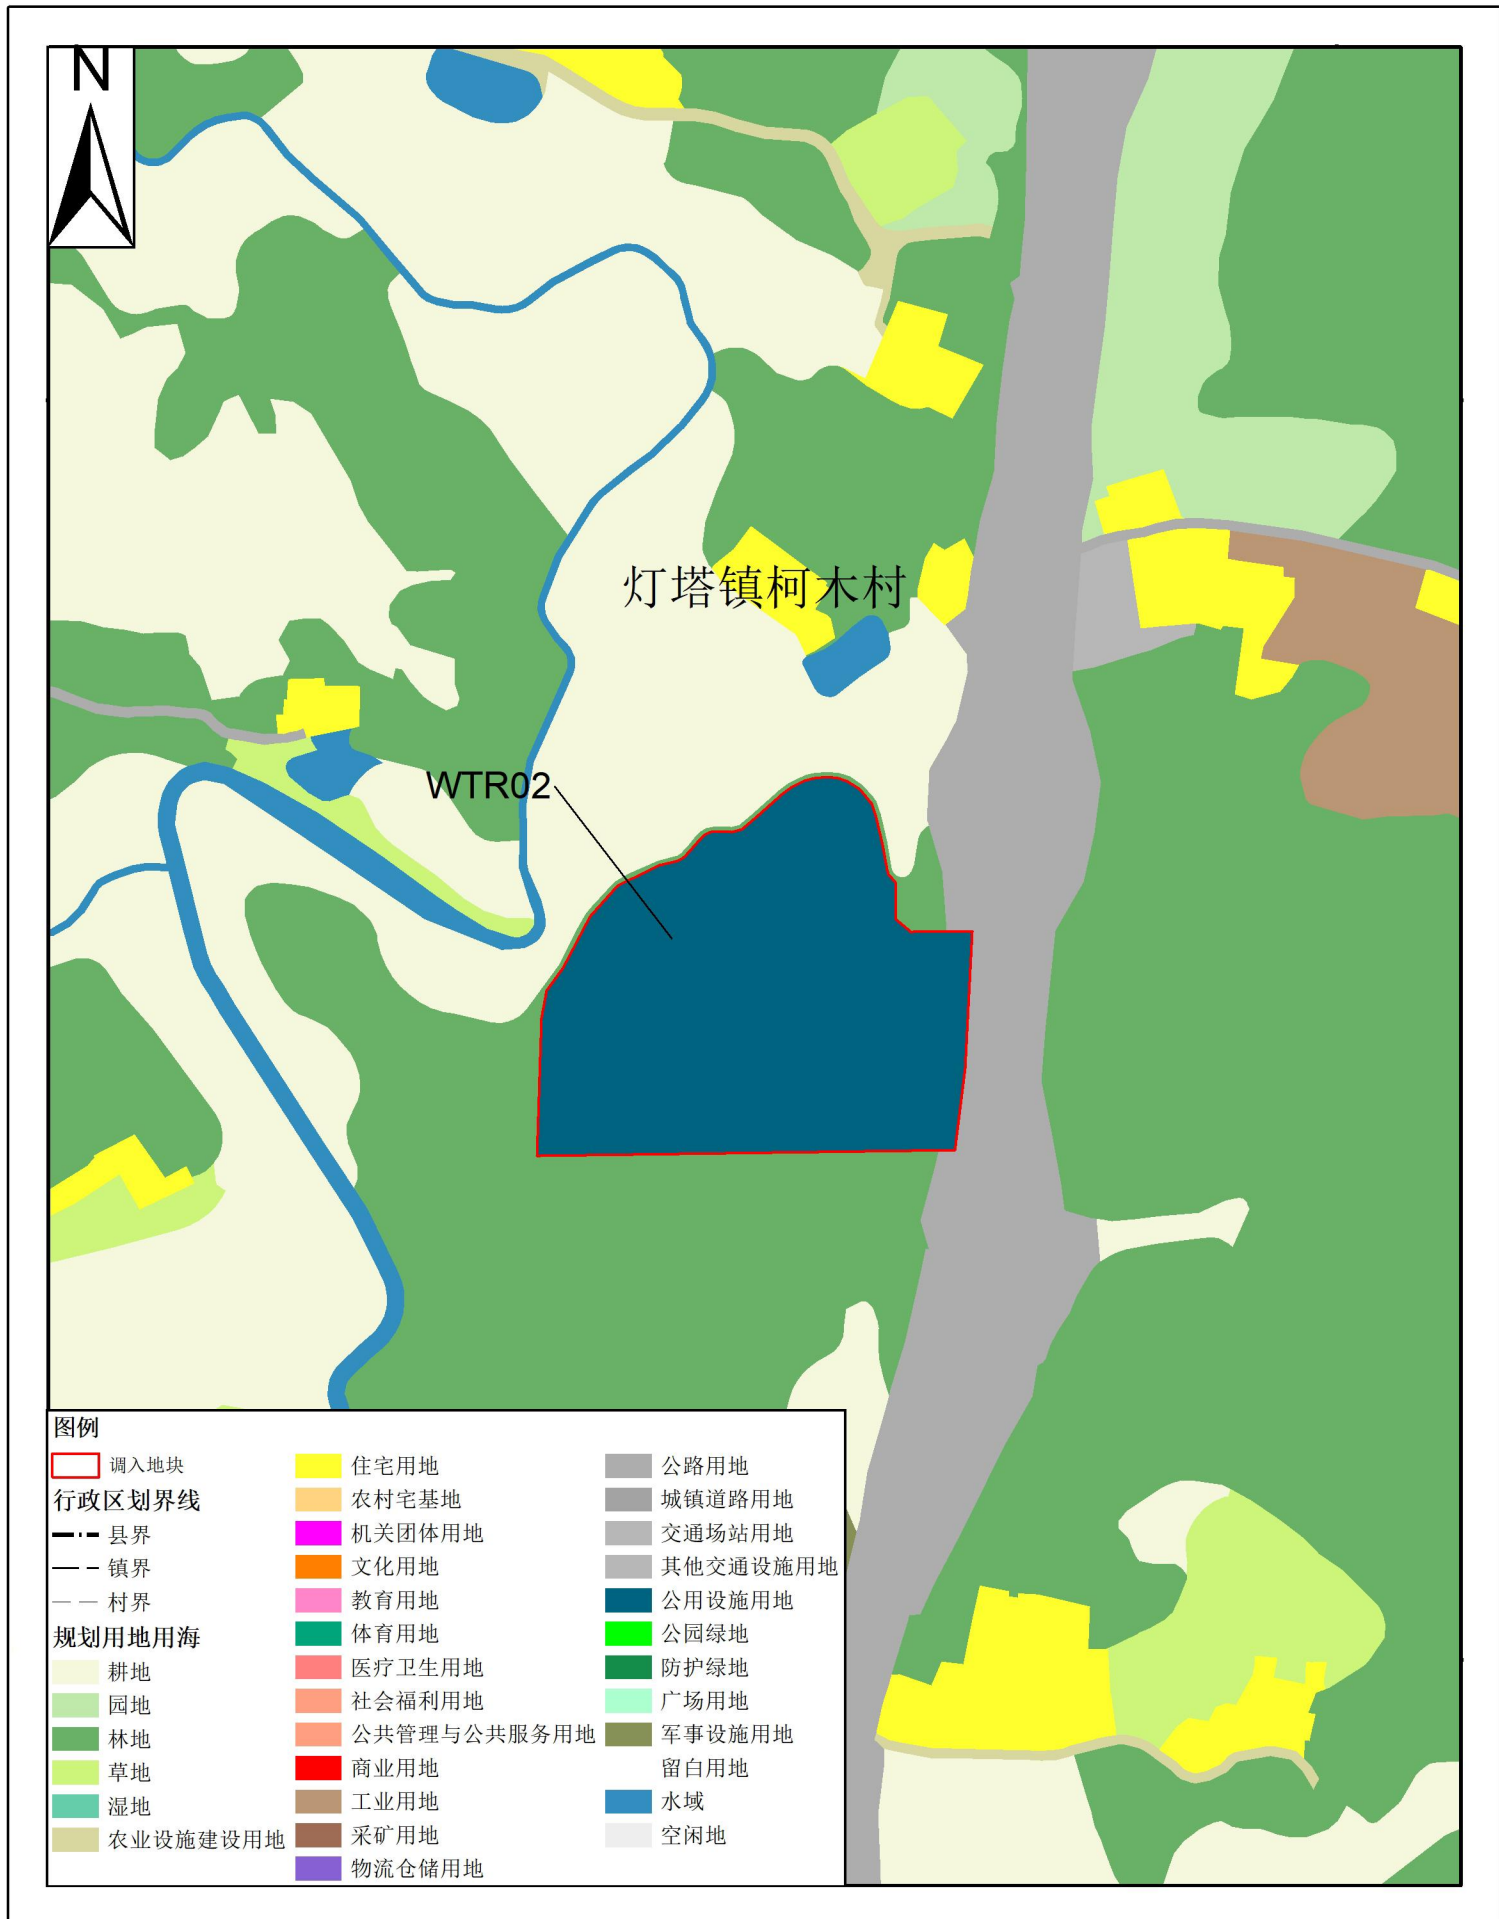 N
灯塔镇柯木村
WTR02
图例
调入地块
行政区划界线
县界
镇界
村界
规划用地用海
耕地
园地
林地
草地
湿地
农业设施建设用地
住宅用地
农村宅基地
机关团体用地
文化用地
教育用地
体育用地
医疗卫生用地
社会福利用地
公共管理与公共服务用地
商业用地
工业用地
采矿用地
物流仓储用地
公路用地
城镇道路用地
交通场站用地
其他交通设施用地
公用设施用地
公园绿地
防护绿地
广场用地
军事设施用地
留白用地
水域
空闲地